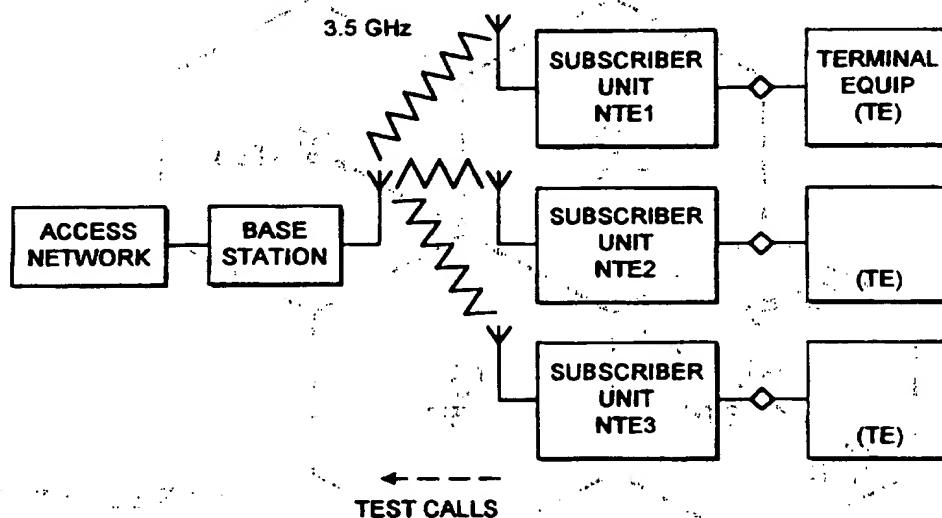 3.5 GHz
SUBSCRIBER
UNIT
NTE1
TERMINAL
EQUIP
(TE)
ACCESS
NETWORK
BASE
STATION
SUBSCRIBER
UNIT
NTE2
(TE)
SUBSCRIBER
UNIT
NTE3
(TE)
TEST CALLS